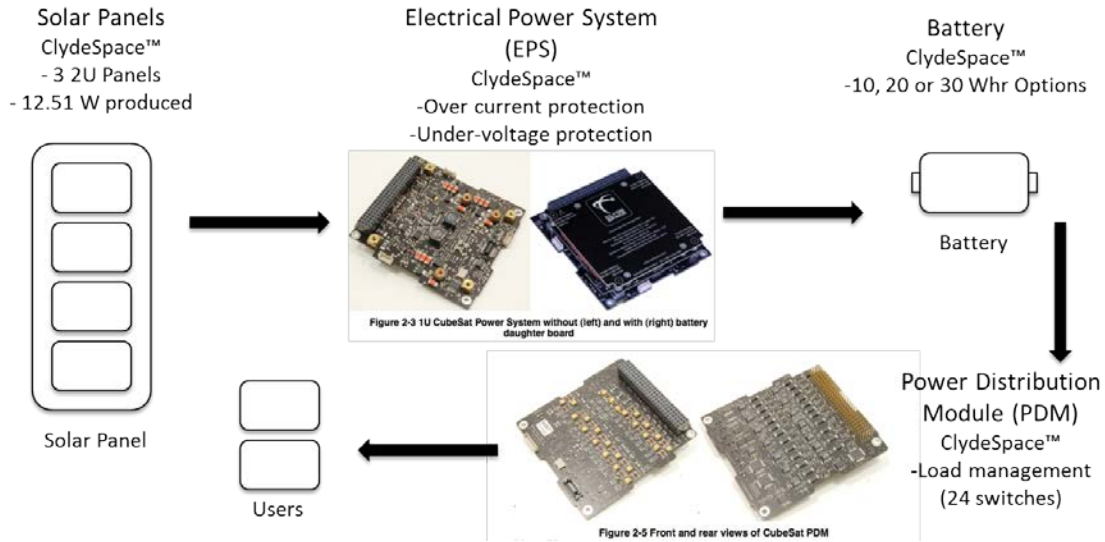 Solar Panels
ClydeSpace™
- 3 2U Panels
- 12.51 W produced
Electrical Power System
(EPS)
ClydeSpace™
-Over current protection
-Under-voltage protection
Battery
ClydeSpace™
-10, 20 or 30 Whr Options
Figure 2-3 1U CubeSat Power System without (left) and with (right) battery
daughter board
Battery
Solar Panel
Users
Power Distribution
Module (PDM)
ClydeSpace™
-Load management
(24 switches)
Figure 2-5 Front and rear views of CubeSat PDM